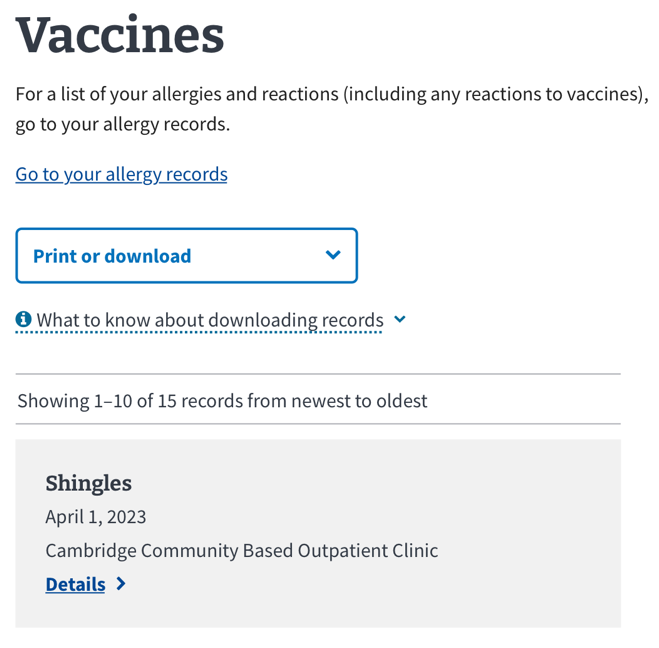 Vaccines
For a list of your allergies and reactions (including any reactions to vaccines),
go to your allergy records.
Go to your allergy records
Print or download
What to know about downloading records
Showing 1–10 of 15 records from newest to oldest
Shingles
April 1, 2023
Cambridge Community Based Outpatient Clinic
Details